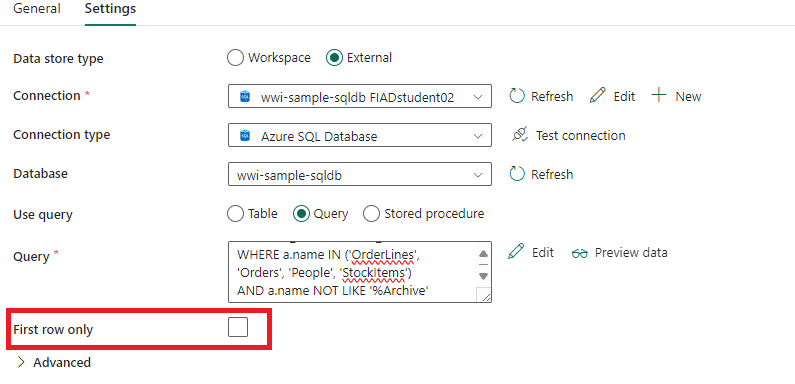 General Settings
Data store type Workspace External
Connection * wwi-sample-sqldb FIADstudent02 Refresh Edit New
Connection type Azure SQL Database Test connection
Database wwi-sample-sqldb Refresh
Use query Table Query Stored procedure
Query * WHERE a.name IN ('OrderLines', Edit Preview data
'Orders', 'People', 'StockItems')
AND a.name NOT LIKE '%Archive'
First row only
Advanced